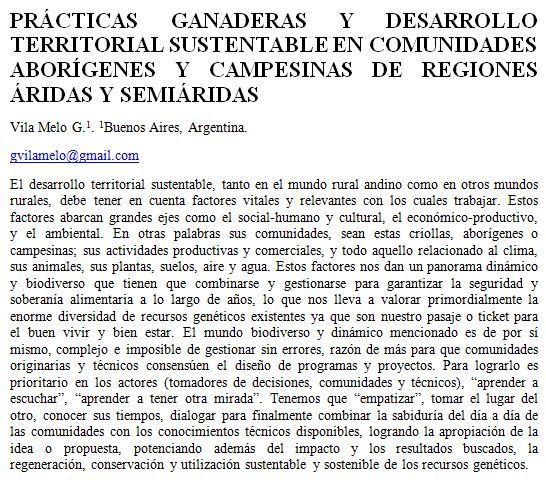 PRÁCTICAS GANADERAS Y DESARROLLO
TERRITORIAL SUSTENTABLE EN COMUNIDADES
ABORÍGENES Y CAMPESINAS DE REGIONES
ÁRIDAS Y SEMIÁRIDAS
Vila Melo G.¹. ¹Buenos Aires, Argentina.
gvilamelo@gmail.com
El desarrollo territorial sustentable, tanto en el mundo rural andino como en otros mundos
rurales, debe tener en cuenta factores vitales y relevantes con los cuales trabajar. Estos
factores abarcan grandes ejes como el social-humano y cultural, el económico-productivo,
y el ambiental. En otras palabras sus comunidades, sean estas criollas, aborígenes o
campesinas; sus actividades productivas y comerciales, y todo aquello relacionado al clima,
sus animales, sus plantas, suelos, aire y agua. Estos factores nos dan un panorama dinámico
y biodiverso que tienen que combinarse y gestionarse para garantizar la seguridad y
soberanía alimentaria a lo largo de años, lo que nos lleva a valorar primordialmente la
enorme diversidad de recursos genéticos existentes ya que son nuestro pasaje o ticket para
el buen vivir y bien estar. El mundo biodiverso y dinámico mencionado es de por sí
mismo, complejo e imposible de gestionar sin errores, razón de más para que comunidades
originarias y técnicos consensúen el diseño de programas y proyectos. Para lograrlo es
prioritario en los actores (tomadores de decisiones, comunidades y técnicos), “aprender a
escuchar”, “aprender a tener otra mirada”. Tenemos que “empatizar”, tomar el lugar del
otro, conocer sus tiempos, dialogar para finalmente combinar la sabiduría del día a día de
las comunidades con los conocimientos técnicos disponibles, logrando la apropiación de la
idea o propuesta, potenciando además del impacto y los resultados buscados, la
regeneración, conservación y utilización sustentable y sostenible de los recursos genéticos.